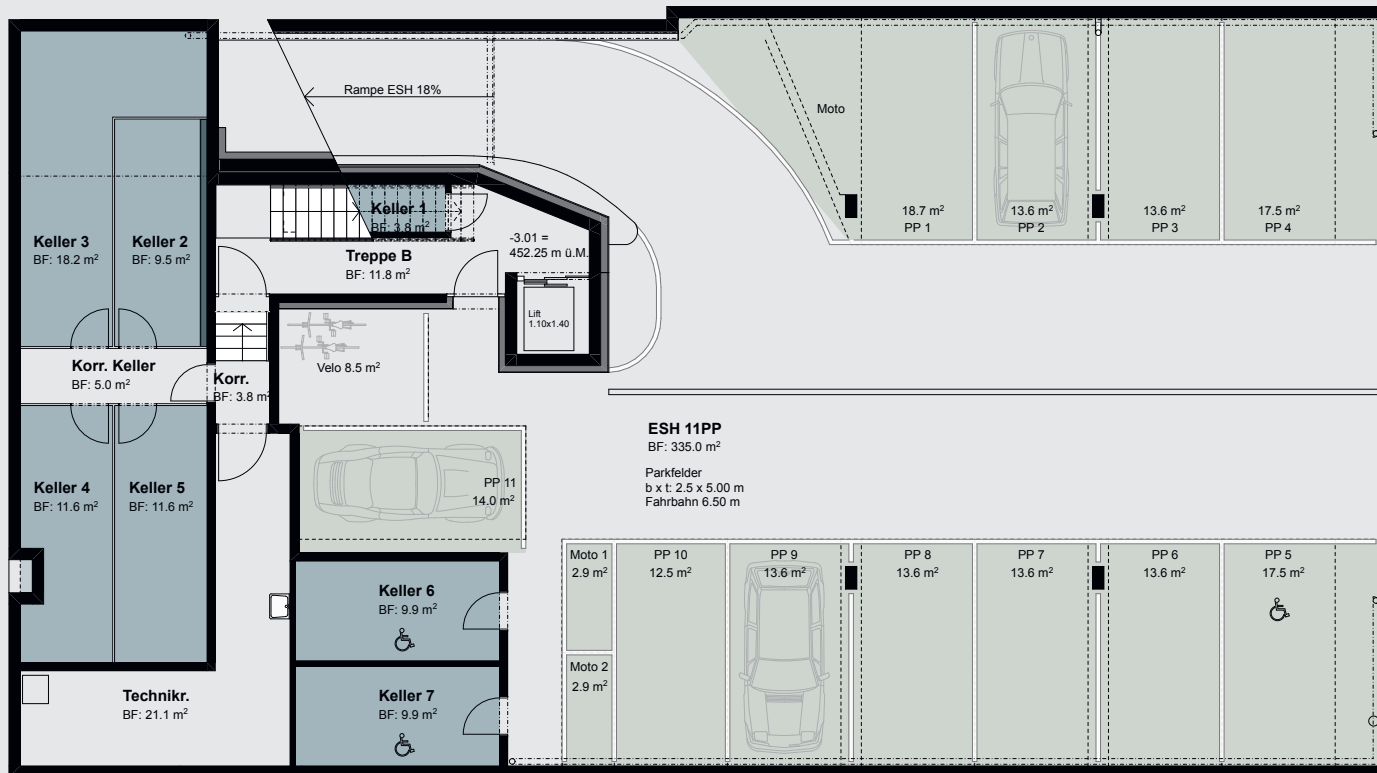 Rampe ESH 18%
Moto
18.7 m²
PP 1
13.6 m²
PP 2
13.6 m²
PP 3
17.5 m²
PP 4
Keller 1
BF: 3.8 m²
Keller 3
BF: 18.2 m²
Keller 2
BF: 9.5 m²
Treppe B
BF: 11.8 m²
-3.01 =
452.25 m ü.M.
Lift
1.10x1.40
Velo 8.5 m²
Korr. Keller
BF: 5.0 m²
Korr.
BF: 3.8 m²
ESH 11PP
BF: 335.0 m²
Parkfelder
b x t: 2.5 x 5.00 m
Fahrbahn 6.50 m
Keller 4
BF: 11.6 m²
Keller 5
BF: 11.6 m²
PP 11
14.0 m²
Moto 1
2.9 m²
PP 10
12.5 m²
PP 9
13.6 m²
PP 8
13.6 m²
PP 7
13.6 m²
PP 6
13.6 m²
PP 5
17.5 m²
Keller 6
BF: 9.9 m²
Moto 2
2.9 m²
Technikr.
BF: 21.1 m²
Keller 7
BF: 9.9 m²